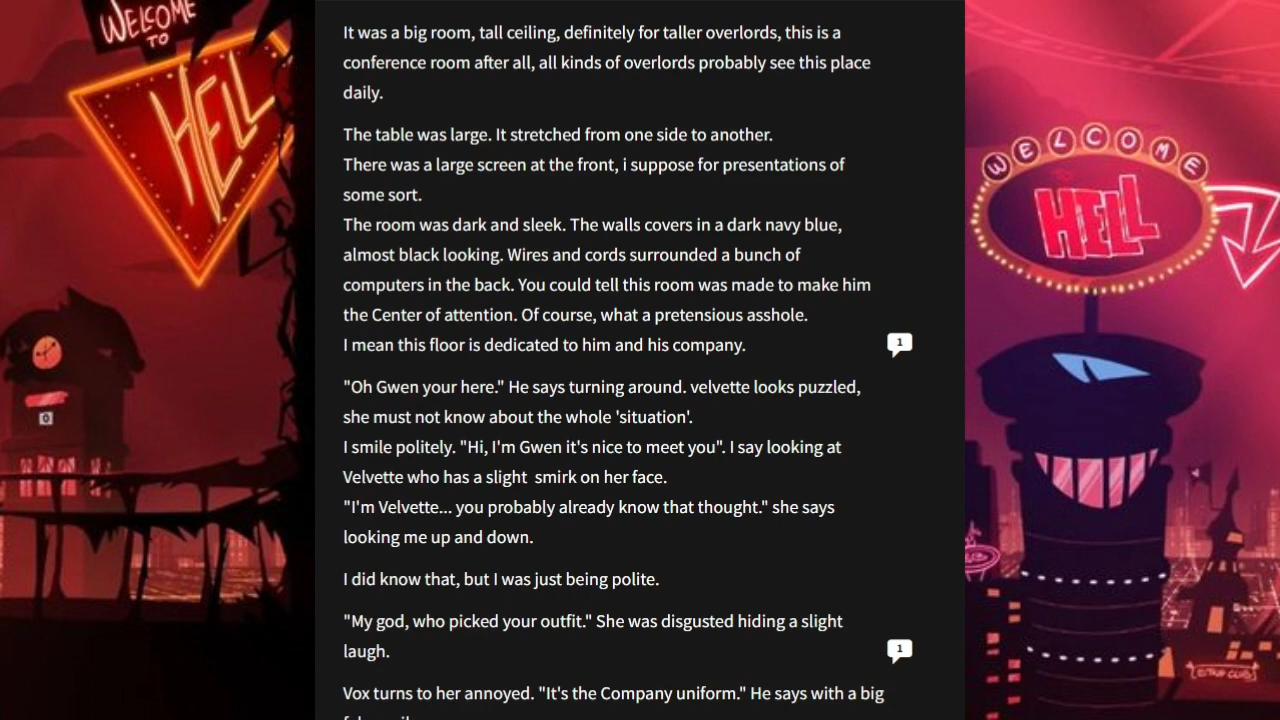 WELCOME
TO
HELL
It was a big room, tall ceiling, definitely for taller overlords, this is a
conference room after all, all kinds of overlords probably see this place
daily.
The table was large. It stretched from one side to another.
There was a large screen at the front, i suppose for presentations of
some sort.
The room was dark and sleek. The walls covers in a dark navy blue,
almost black looking. Wires and cords surrounded a bunch of
computers in the back. You could tell this room was made to make him
the Center of attention. Of course, what a pretensious asshole.
I mean this floor is dedicated to him and his company.
1
"Oh Gwen your here." He says turning around. velvette looks puzzled,
she must not know about the whole 'situation'.
I smile politely. "Hi, I'm Gwen it's nice to meet you". I say looking at
Velvette who has a slight  smirk on her face.
"I'm Velvette... you probably already know that thought." she says
looking me up and down.
I did know that, but I was just being polite.
"My god, who picked your outfit." She was disgusted hiding a slight
laugh.
1
Vox turns to her annoyed. "It's the Company uniform." He says with a big
WELCOME
TO
HELL